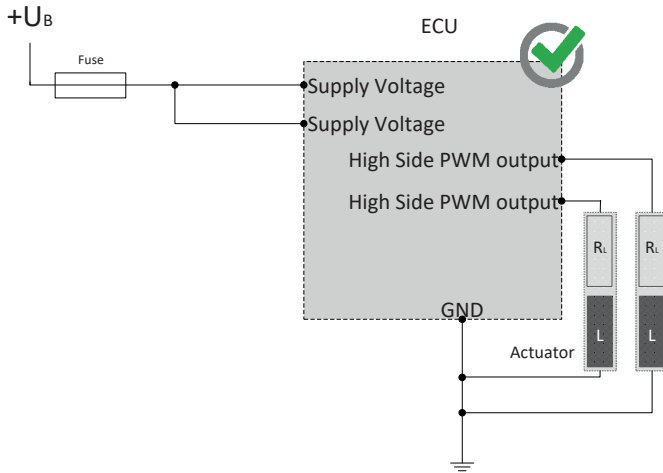 +UB
ECU
Fuse
Supply Voltage
Supply Voltage
High Side PWM output
High Side PWM output
RL
RL
GND
L
L
Actuator